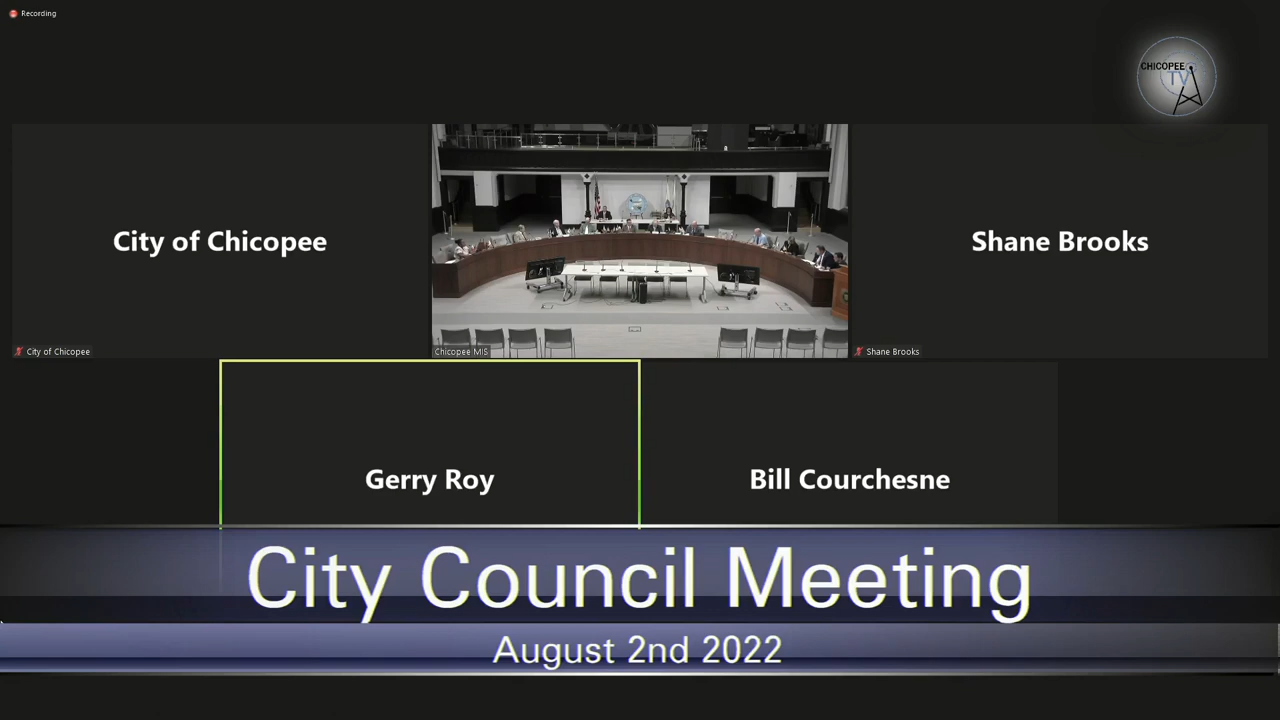 Recording
CHICOPEE
TV
City of Chicopee
Shane Brooks
City of Chicopee
Chicopee MIS
Shane Brooks
Gerry Roy
Bill Courchesne
City Council Meeting
August 2nd 2022